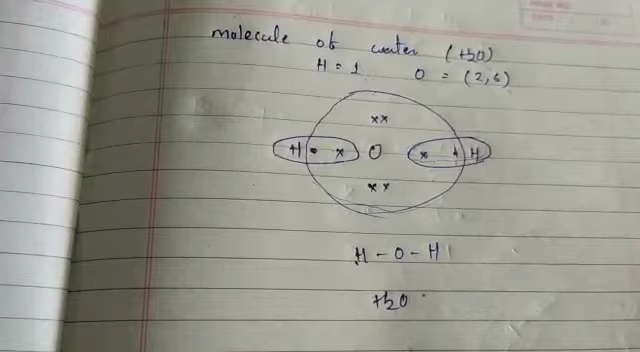 molecule of water (H2O)
H = 1 O = (2,6)
xx
H • x O x • H
xx
H - O - H
H2O